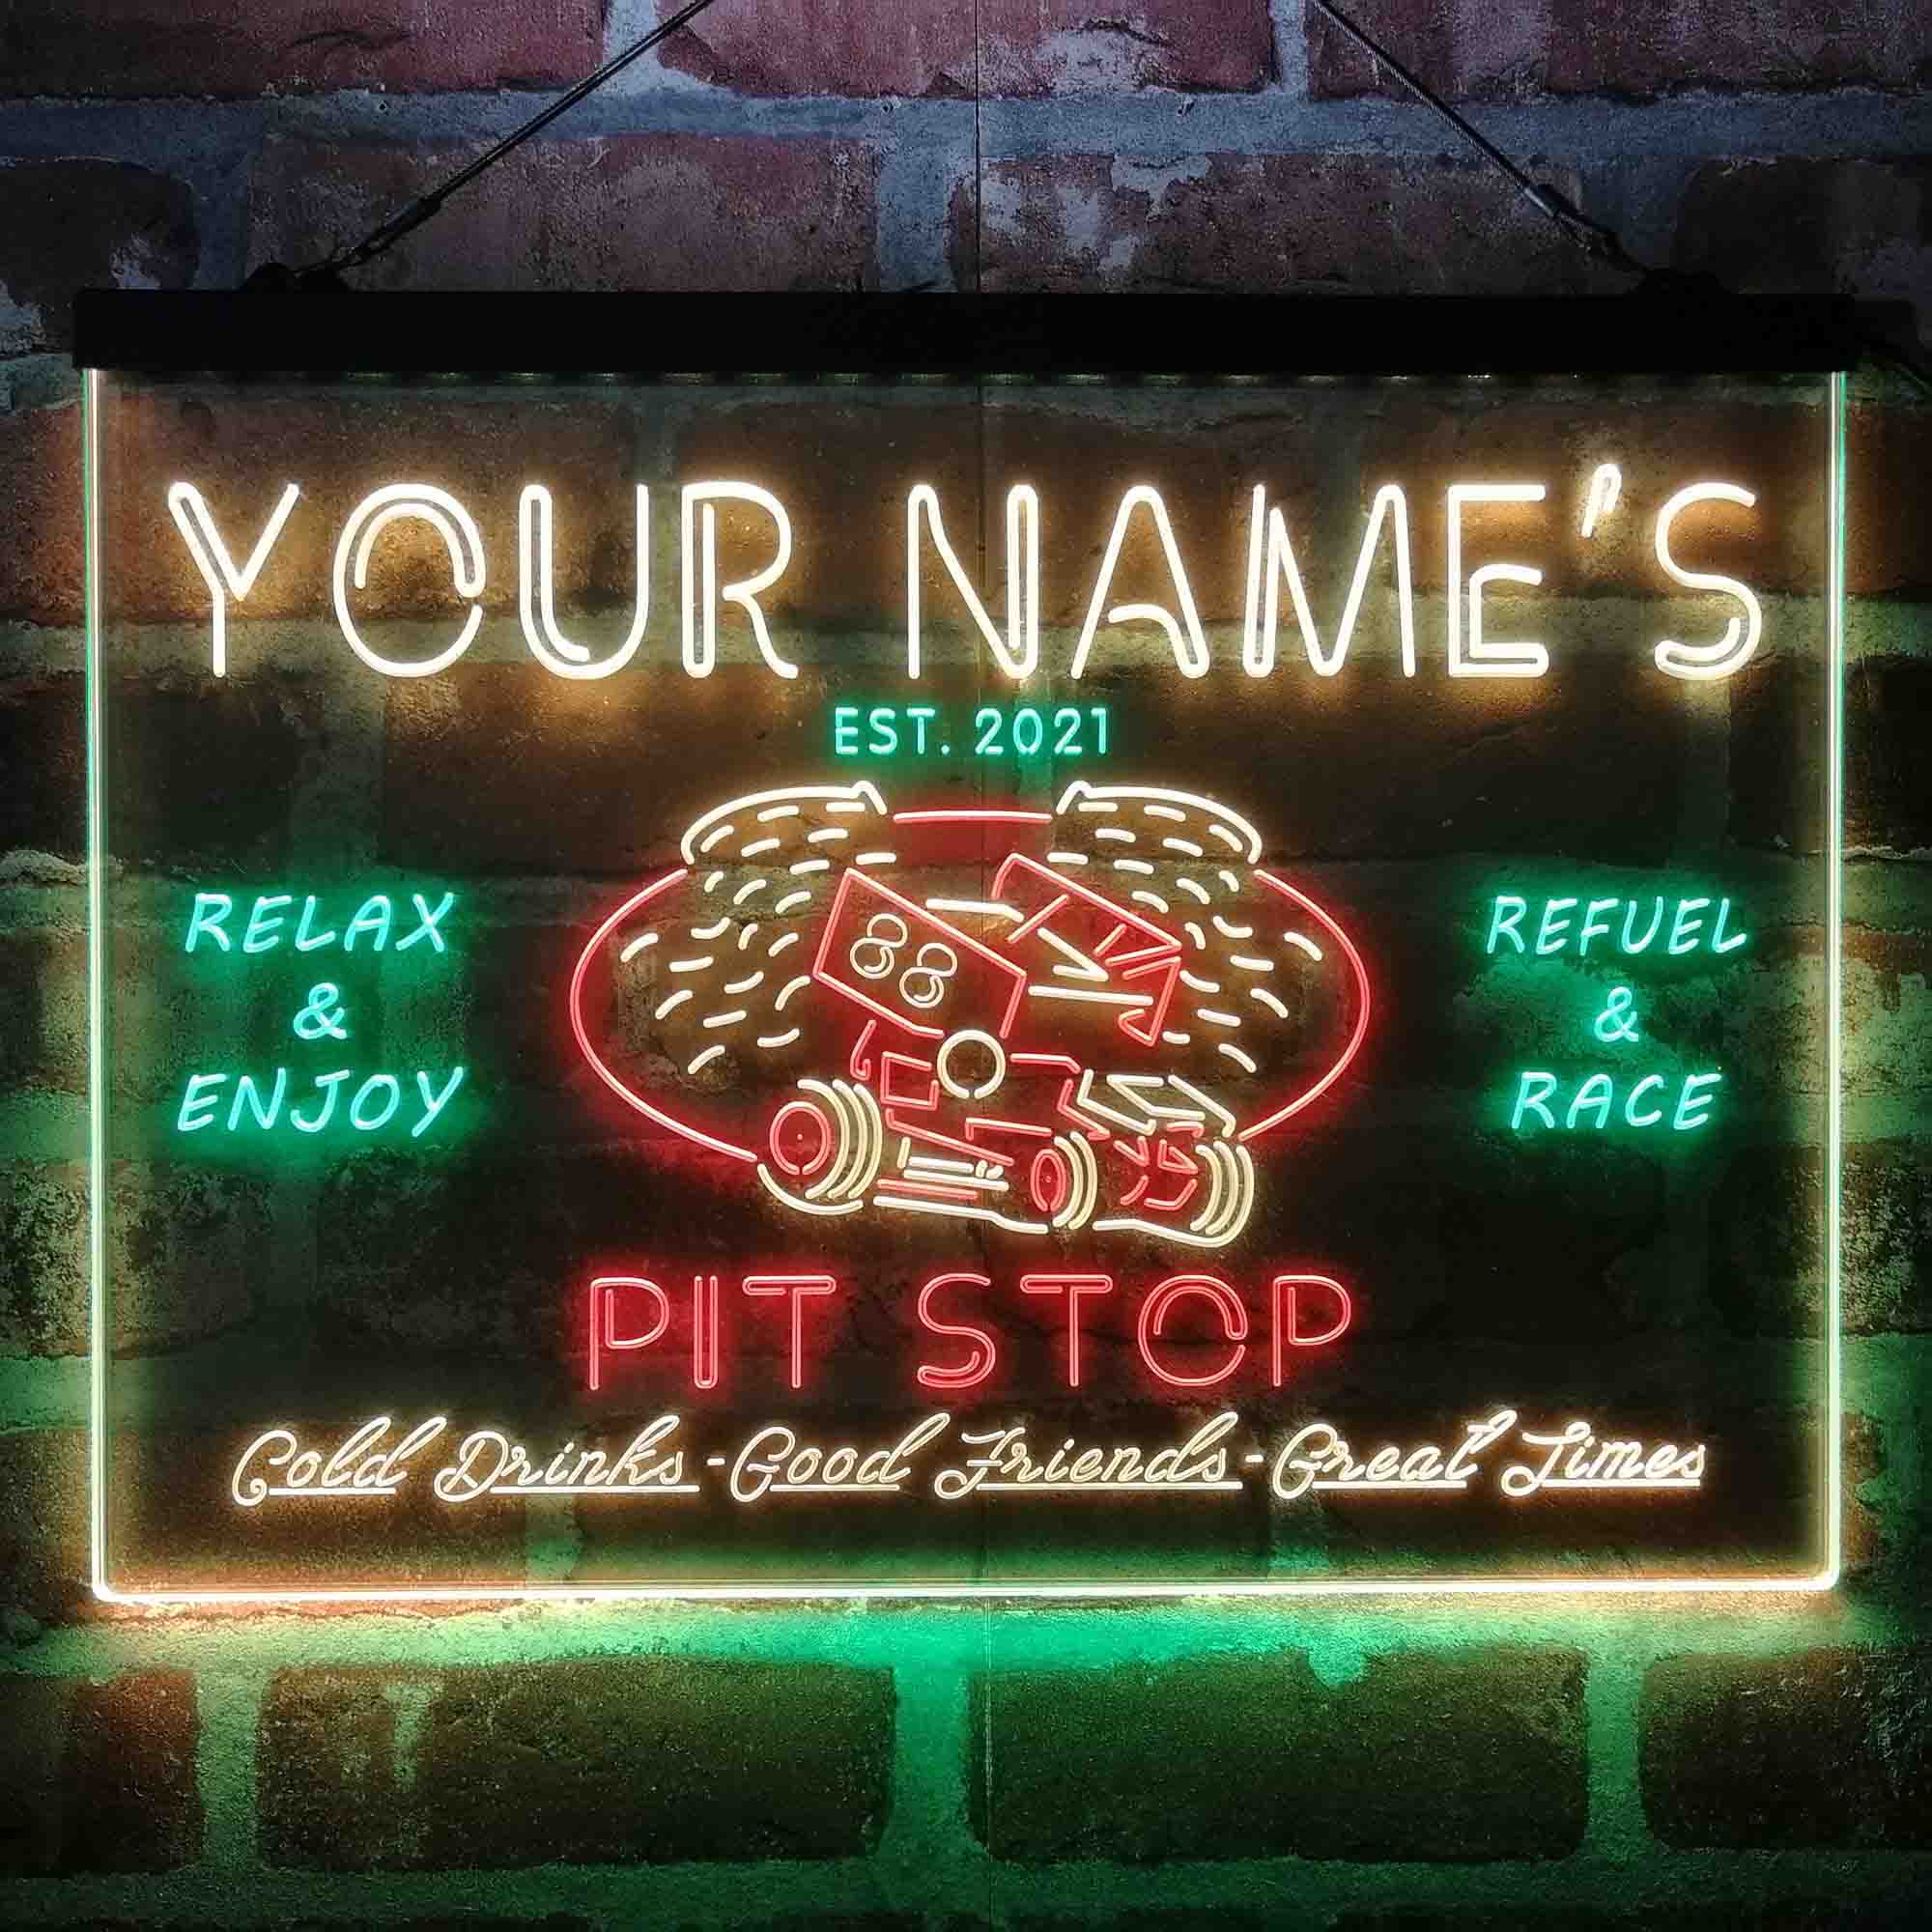 YOUR NAME'S
EST. 2021
RELAX
&
ENJOY
88
REFUEL
&
RACE
PIT STOP
Cold Drinks - Good Friends - Great Times